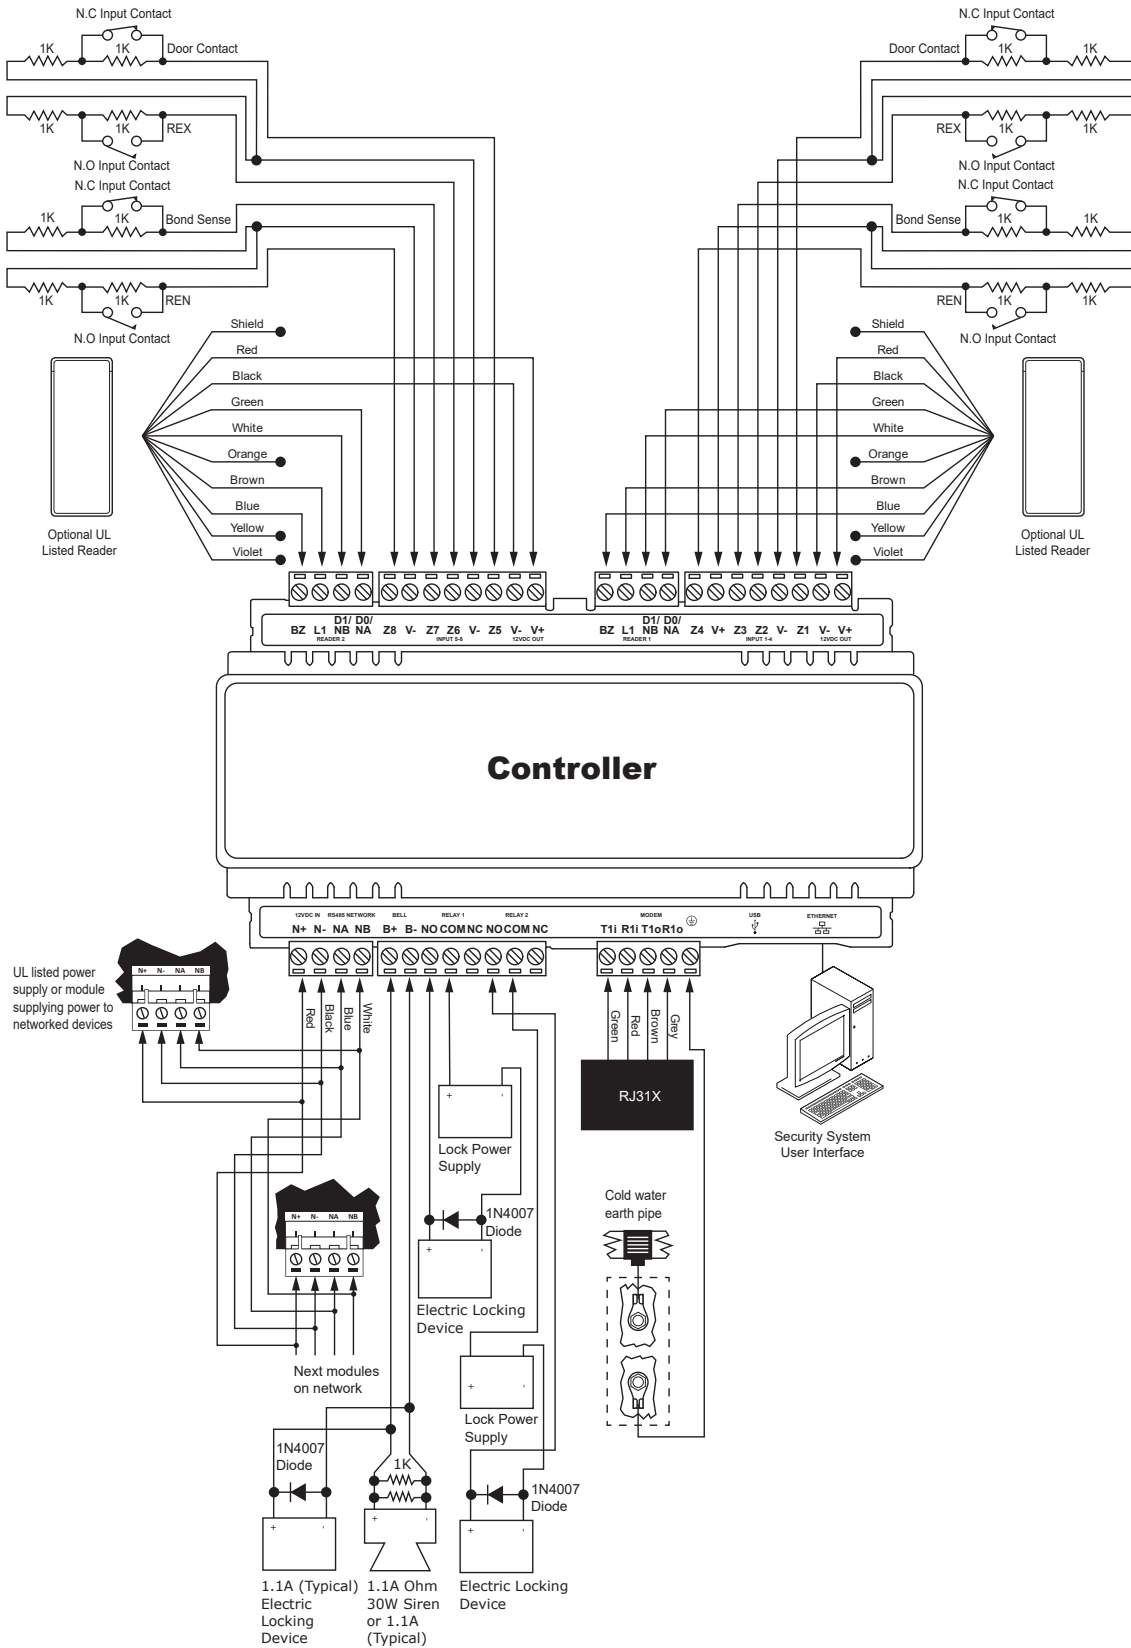 N.C Input Contact
1K
1K
Door Contact
1K
1K
REX
N.O Input Contact
N.C Input Contact
1K
1K
Bond Sense
1K
1K
REN
N.O Input Contact
N.C Input Contact
Door Contact
1K
1K
REX
1K
1K
N.O Input Contact
N.C Input Contact
Bond Sense
1K
1K
REN
1K
1K
N.O Input Contact
Shield
Red
Black
Green
White
Orange
Brown
Blue
Yellow
Violet
Optional UL
Listed Reader
Shield
Red
Black
Green
White
Orange
Brown
Blue
Yellow
Violet
Optional UL
Listed Reader
D1/ D0/
BZ L1 NB NA Z8 V- Z7 Z6 V- Z5 V- V+
READER 2 INPUT 5-8 12VDC OUT
D1/ D0/
BZ L1 NB NA Z4 V+ Z3 Z2 V- Z1 V- V+
READER 1 INPUT 1-4 12VDC OUT
Controller
12VDC IN RS485 NETWORK BELL RELAY 1 RELAY 2
N+ N- NA NB B+ B- NO COM NC NO COM NC
MODEM
T1i R1i T1o R1o
USB
ETHERNET
UL listed power
supply or module
supplying power to
networked devices
N+ N- NA NB
Red
Black
Blue
White
Green
Red
Brown
Grey
RJ31X
Security System
User Interface
+ -
Lock Power
Supply
1N4007
Diode
+ -
Electric Locking
Device
N+ N- NA NB
Next modules
on network
Cold water
earth pipe
+ -
Lock Power
Supply
1N4007
Diode
+ -
1.1A (Typical)
Electric
Locking
Device
1K
+ -
1.1A Ohm
30W Siren
or 1.1A
(Typical)
1N4007
Diode
+ -
Electric Locking
Device